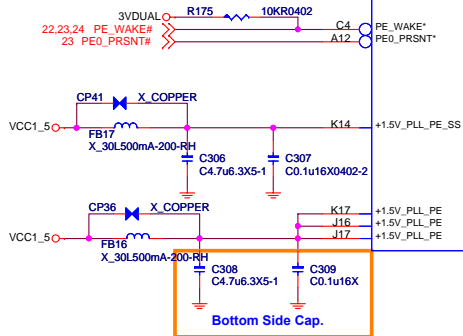 3VDUAL R175 10KR0402
22,23,24 PE_WAKE# C4 PE_WAKE*
23 PE0_PRSNT# A12 PE0_PRSNT*
CP41 X_COPPER
VCC1_5 K14 +1.5V_PLL_PE_SS
FB17
X_30L500mA-200-RH
C306 C307
C4.7u6.3X5-1 C0.1u16X0402-2
CP36 X_COPPER
K17 +1.5V_PLL_PE
J16 +1.5V_PLL_PE
VCC1_5 J17 +1.5V_PLL_PE
FB16
X_30L500mA-200-RH
C308 C309
C4.7u6.3X5-1 C0.1u16X
Bottom Side Cap.